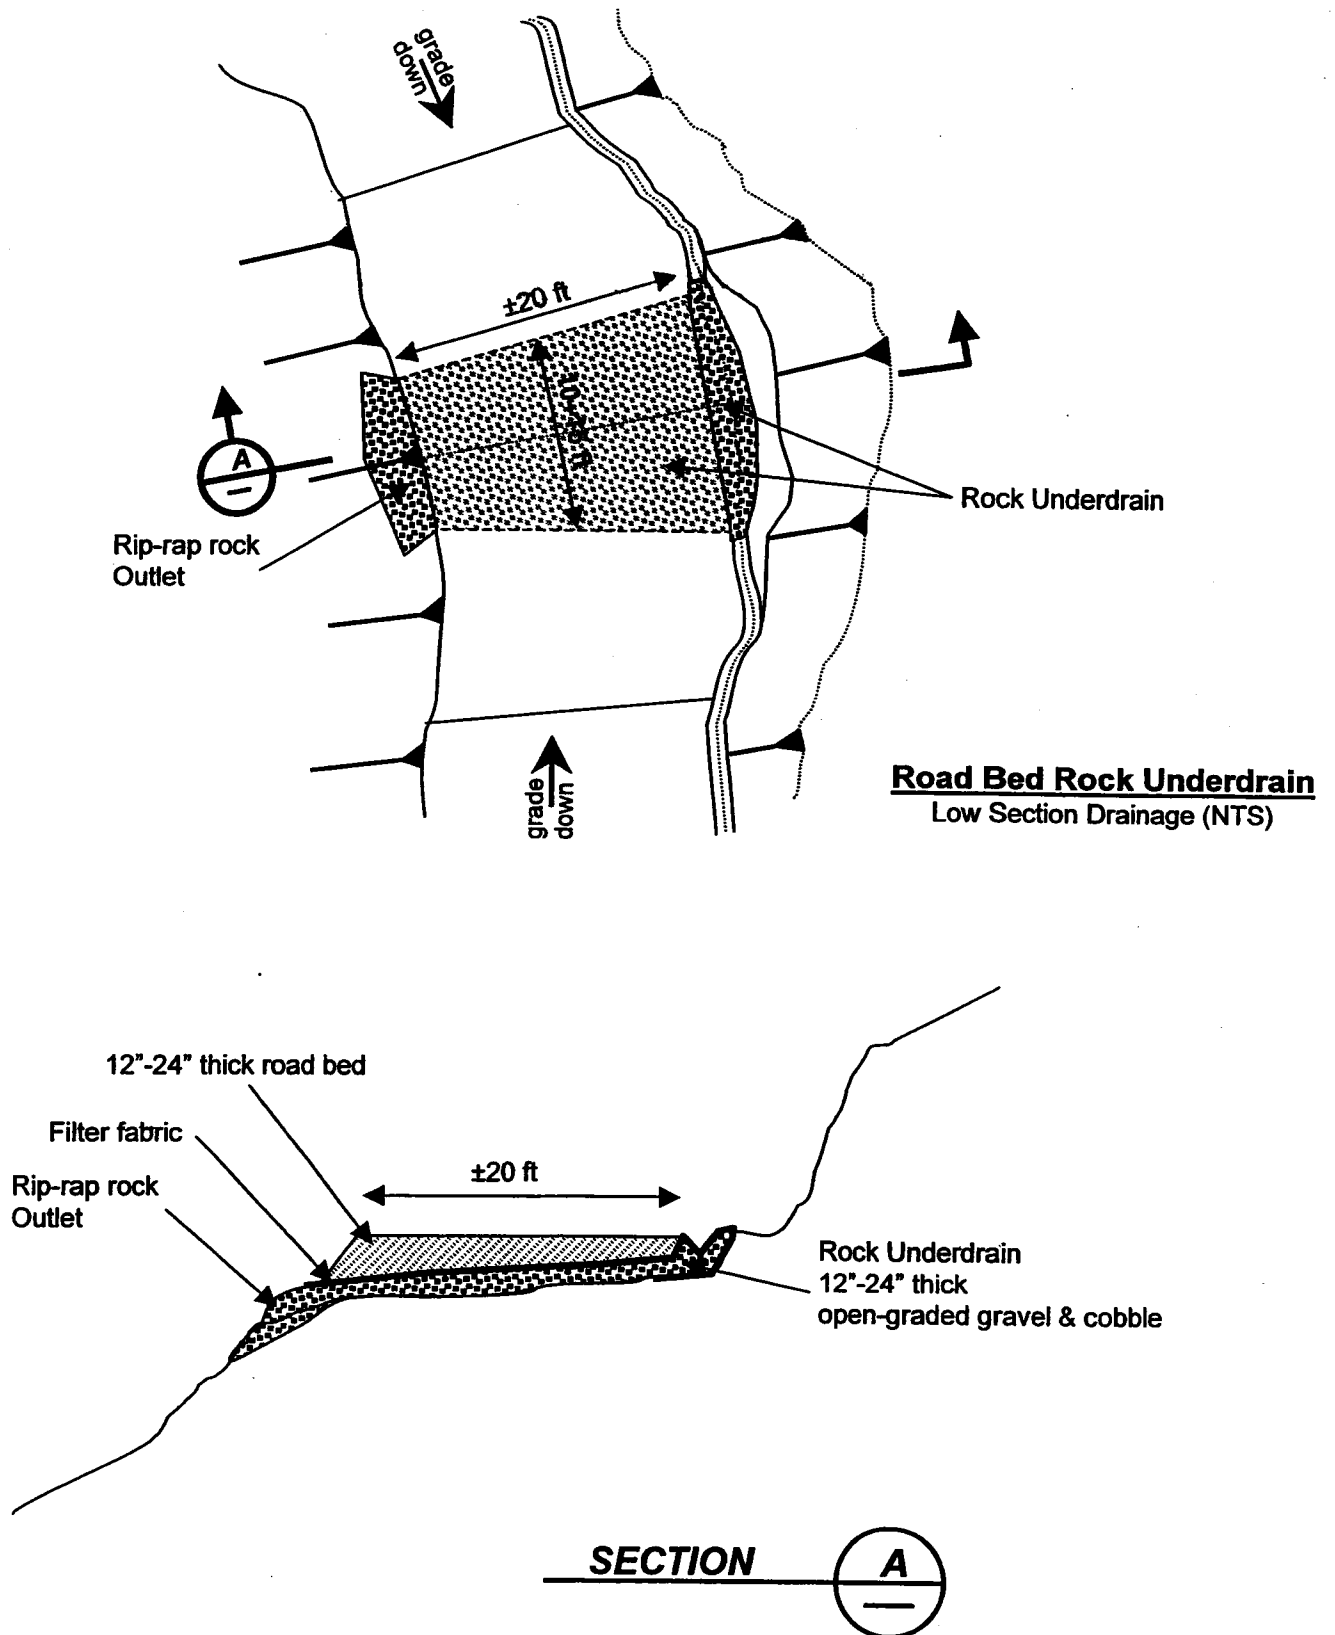 grade
down
±20 ft
A
Rock Underdrain
Rip-rap rock
Outlet
grade
down
Road Bed Rock Underdrain
Low Section Drainage (NTS)
12”-24” thick road bed
Filter fabric
±20 ft
Rip-rap rock
Outlet
Rock Underdrain
12”-24” thick
open-graded gravel & cobble
SECTION
A